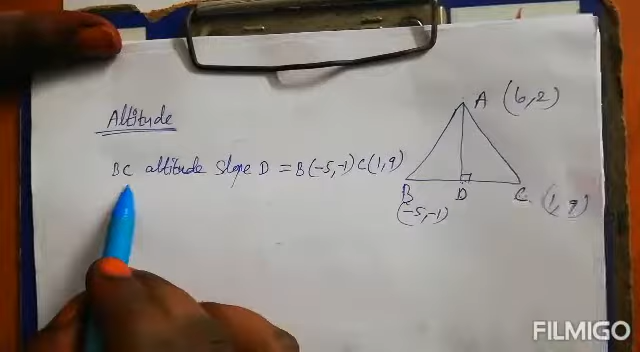 Altitude
A (6,2)
BC altitude slope D = B(-5,-1) C(1,9)
B D C (1,9)
(-5,-1)
FILMIGO